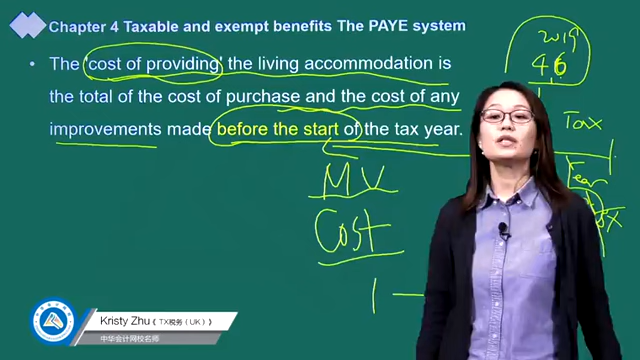 Chapter 4 Taxable and exempt benefits The PAYE system
• The 'cost of providing' the living accommodation is
the total of the cost of purchase and the cost of any
improvements made before the start of the tax year.
2019
Tax
Year
MV
Cost
Kristy Zhu（TX税务（UK））
中华会计网校名师